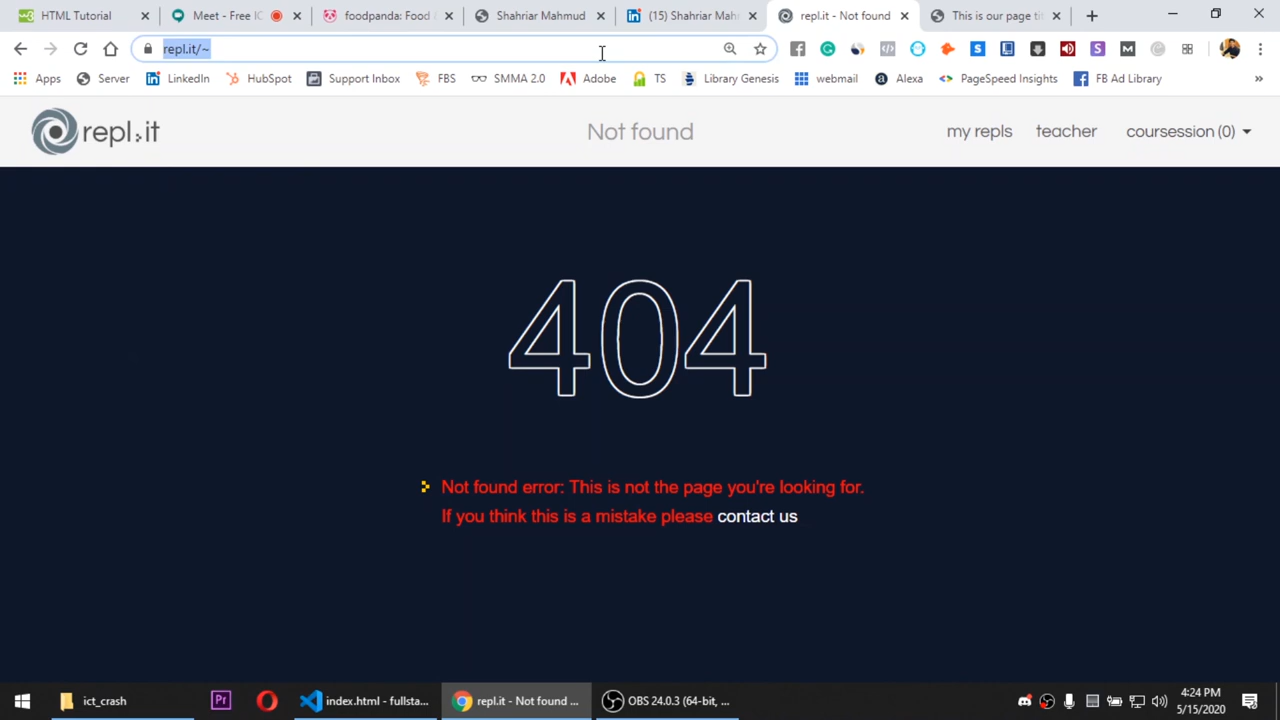 HTML Tutorial
Meet - Free IC
foodpanda: Food &
Shahriar Mahmud
(15) Shahriar Mah
repl.it - Not found
This is our page ti
repl.it/~
Apps
Server
LinkedIn
HubSpot
Support Inbox
FBS
SMMA 2.0
Adobe
TS
Library Genesis
webmail
Alexa
PageSpeed Insights
FB Ad Library
»
repl.it
Not found
my repls
teacher
coursession (0)
404
Not found error: This is not the page you're looking for.
If you think this is a mistake please contact us
ict_crash
Pr
index.html - fullsta...
repl.it - Not found ...
OBS 24.0.3 (64-bit, ...
4:24 PM
5/15/2020